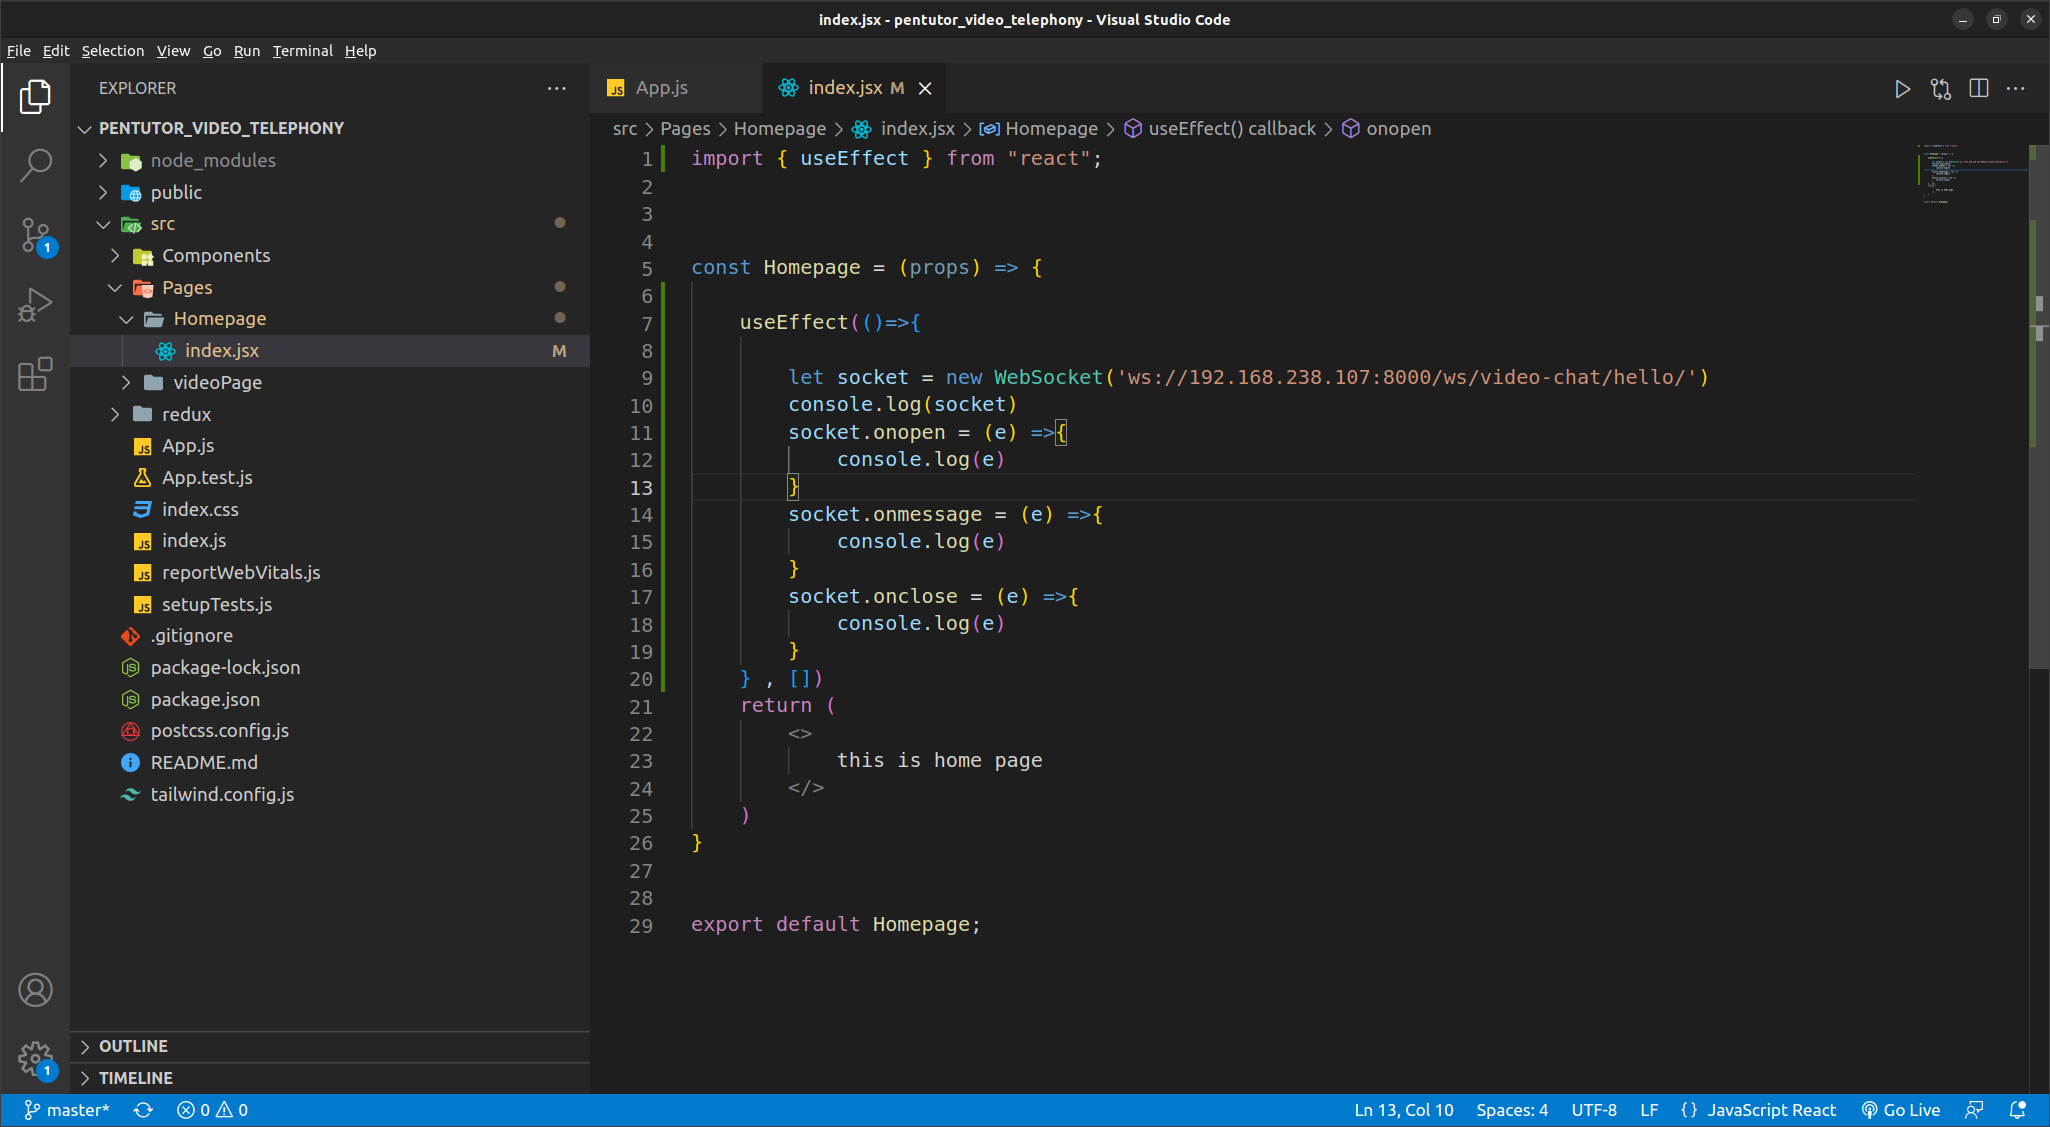 index.jsx - pentutor_video_telephony - Visual Studio Code
File Edit Selection View Go Run Terminal Help
EXPLORER
PENTUTOR_VIDEO_TELEPHONY
node_modules
public
src
Components
Pages
Homepage
index.jsx M
videoPage
redux
App.js
App.test.js
index.css
index.js
reportWebVitals.js
setupTests.js
.gitignore
package-lock.json
package.json
postcss.config.js
README.md
tailwind.config.js
OUTLINE
TIMELINE
App.js index.jsx M
src > Pages > Homepage > index.jsx > Homepage > useEffect() callback > onopen
1 import { useEffect } from "react";
2
3
4
5 const Homepage = (props) => {
6
7 useEffect(()=>{
8
9 let socket = new WebSocket('ws://192.168.238.107:8000/ws/video-chat/hello/')
10 console.log(socket)
11 socket.onopen = (e) =>{
12 console.log(e)
13 }
14 socket.onmessage = (e) =>{
15 console.log(e)
16 }
17 socket.onclose = (e) =>{
18 console.log(e)
19 }
20 } , [])
21 return (
22 <>
23 this is home page
24 </>
25 )
26 }
27
28
29 export default Homepage;
1
1
master* 0 0 Ln 13, Col 10 Spaces: 4 UTF-8 LF {} JavaScript React Go Live